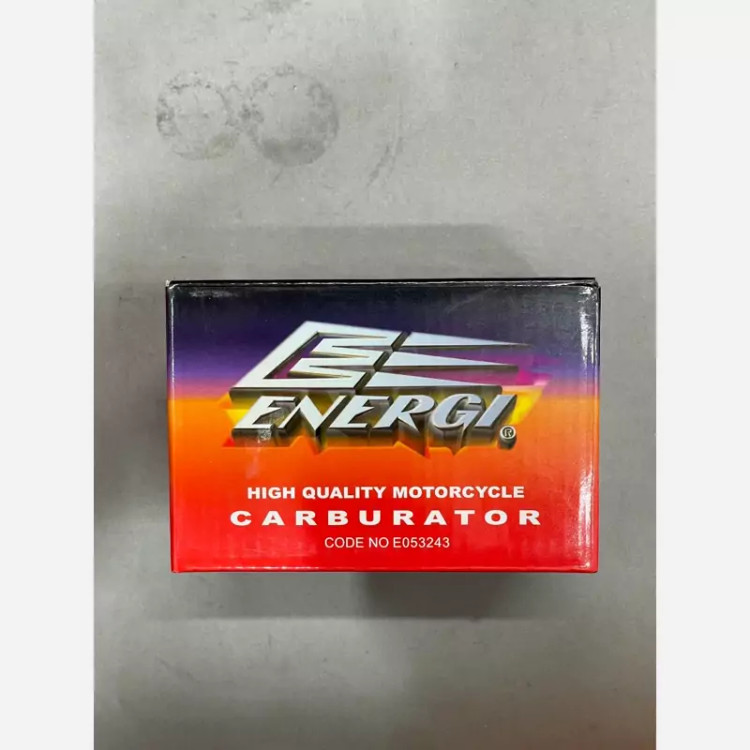 ENERGI®
HIGH QUALITY MOTORCYCLE
CARBURATOR
CODE NO E053243